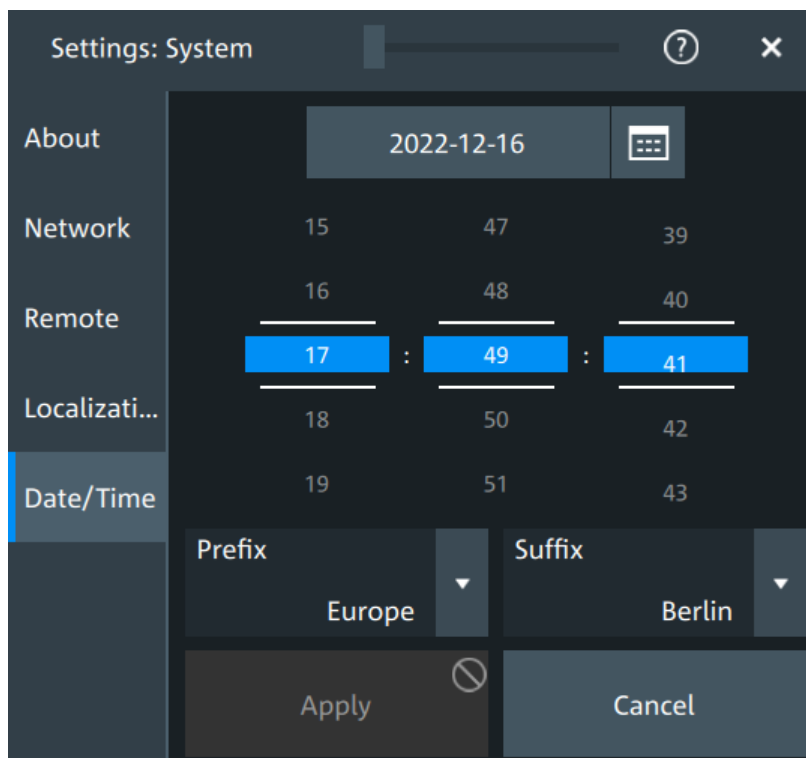 Settings: System
?
About
Network
Remote
Localizati...
Date/Time
2022-12-16
15 47 39
16 48 40
17 : 49 : 41
18 50 42
19 51 43
Prefix
Europe
Suffix
Berlin
Apply
Cancel